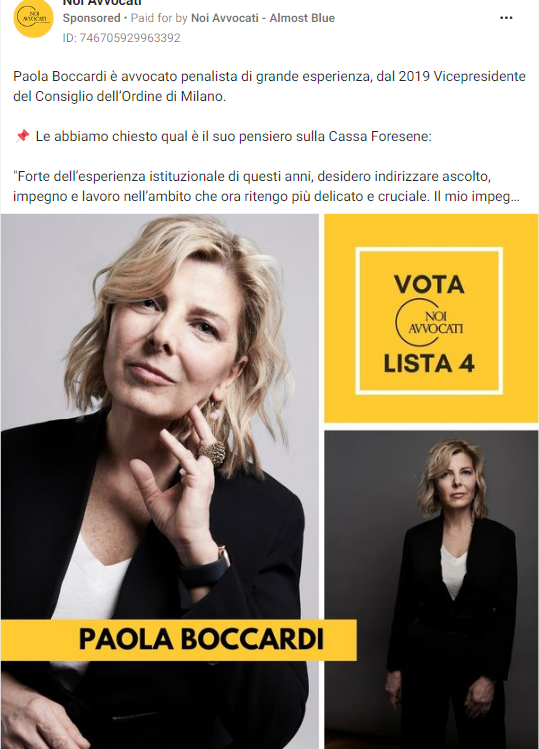 NOI
AVVOCATI
Noi Avvocati
Sponsored • Paid for by Noi Avvocati - Almost Blue
ID: 746705929963392
Paola Boccardi è avvocato penalista di grande esperienza, dal 2019 Vicepresidente
del Consiglio dell’Ordine di Milano.
📌 Le abbiamo chiesto qual è il suo pensiero sulla Cassa Foresene:
"Forte dell’esperienza istituzionale di questi anni, desidero indirizzare ascolto,
impegno e lavoro nell’ambito che ora ritengo più delicato e cruciale. Il mio impeg...
VOTA
NOI
AVVOCATI
LISTA 4
PAOLA BOCCARDI